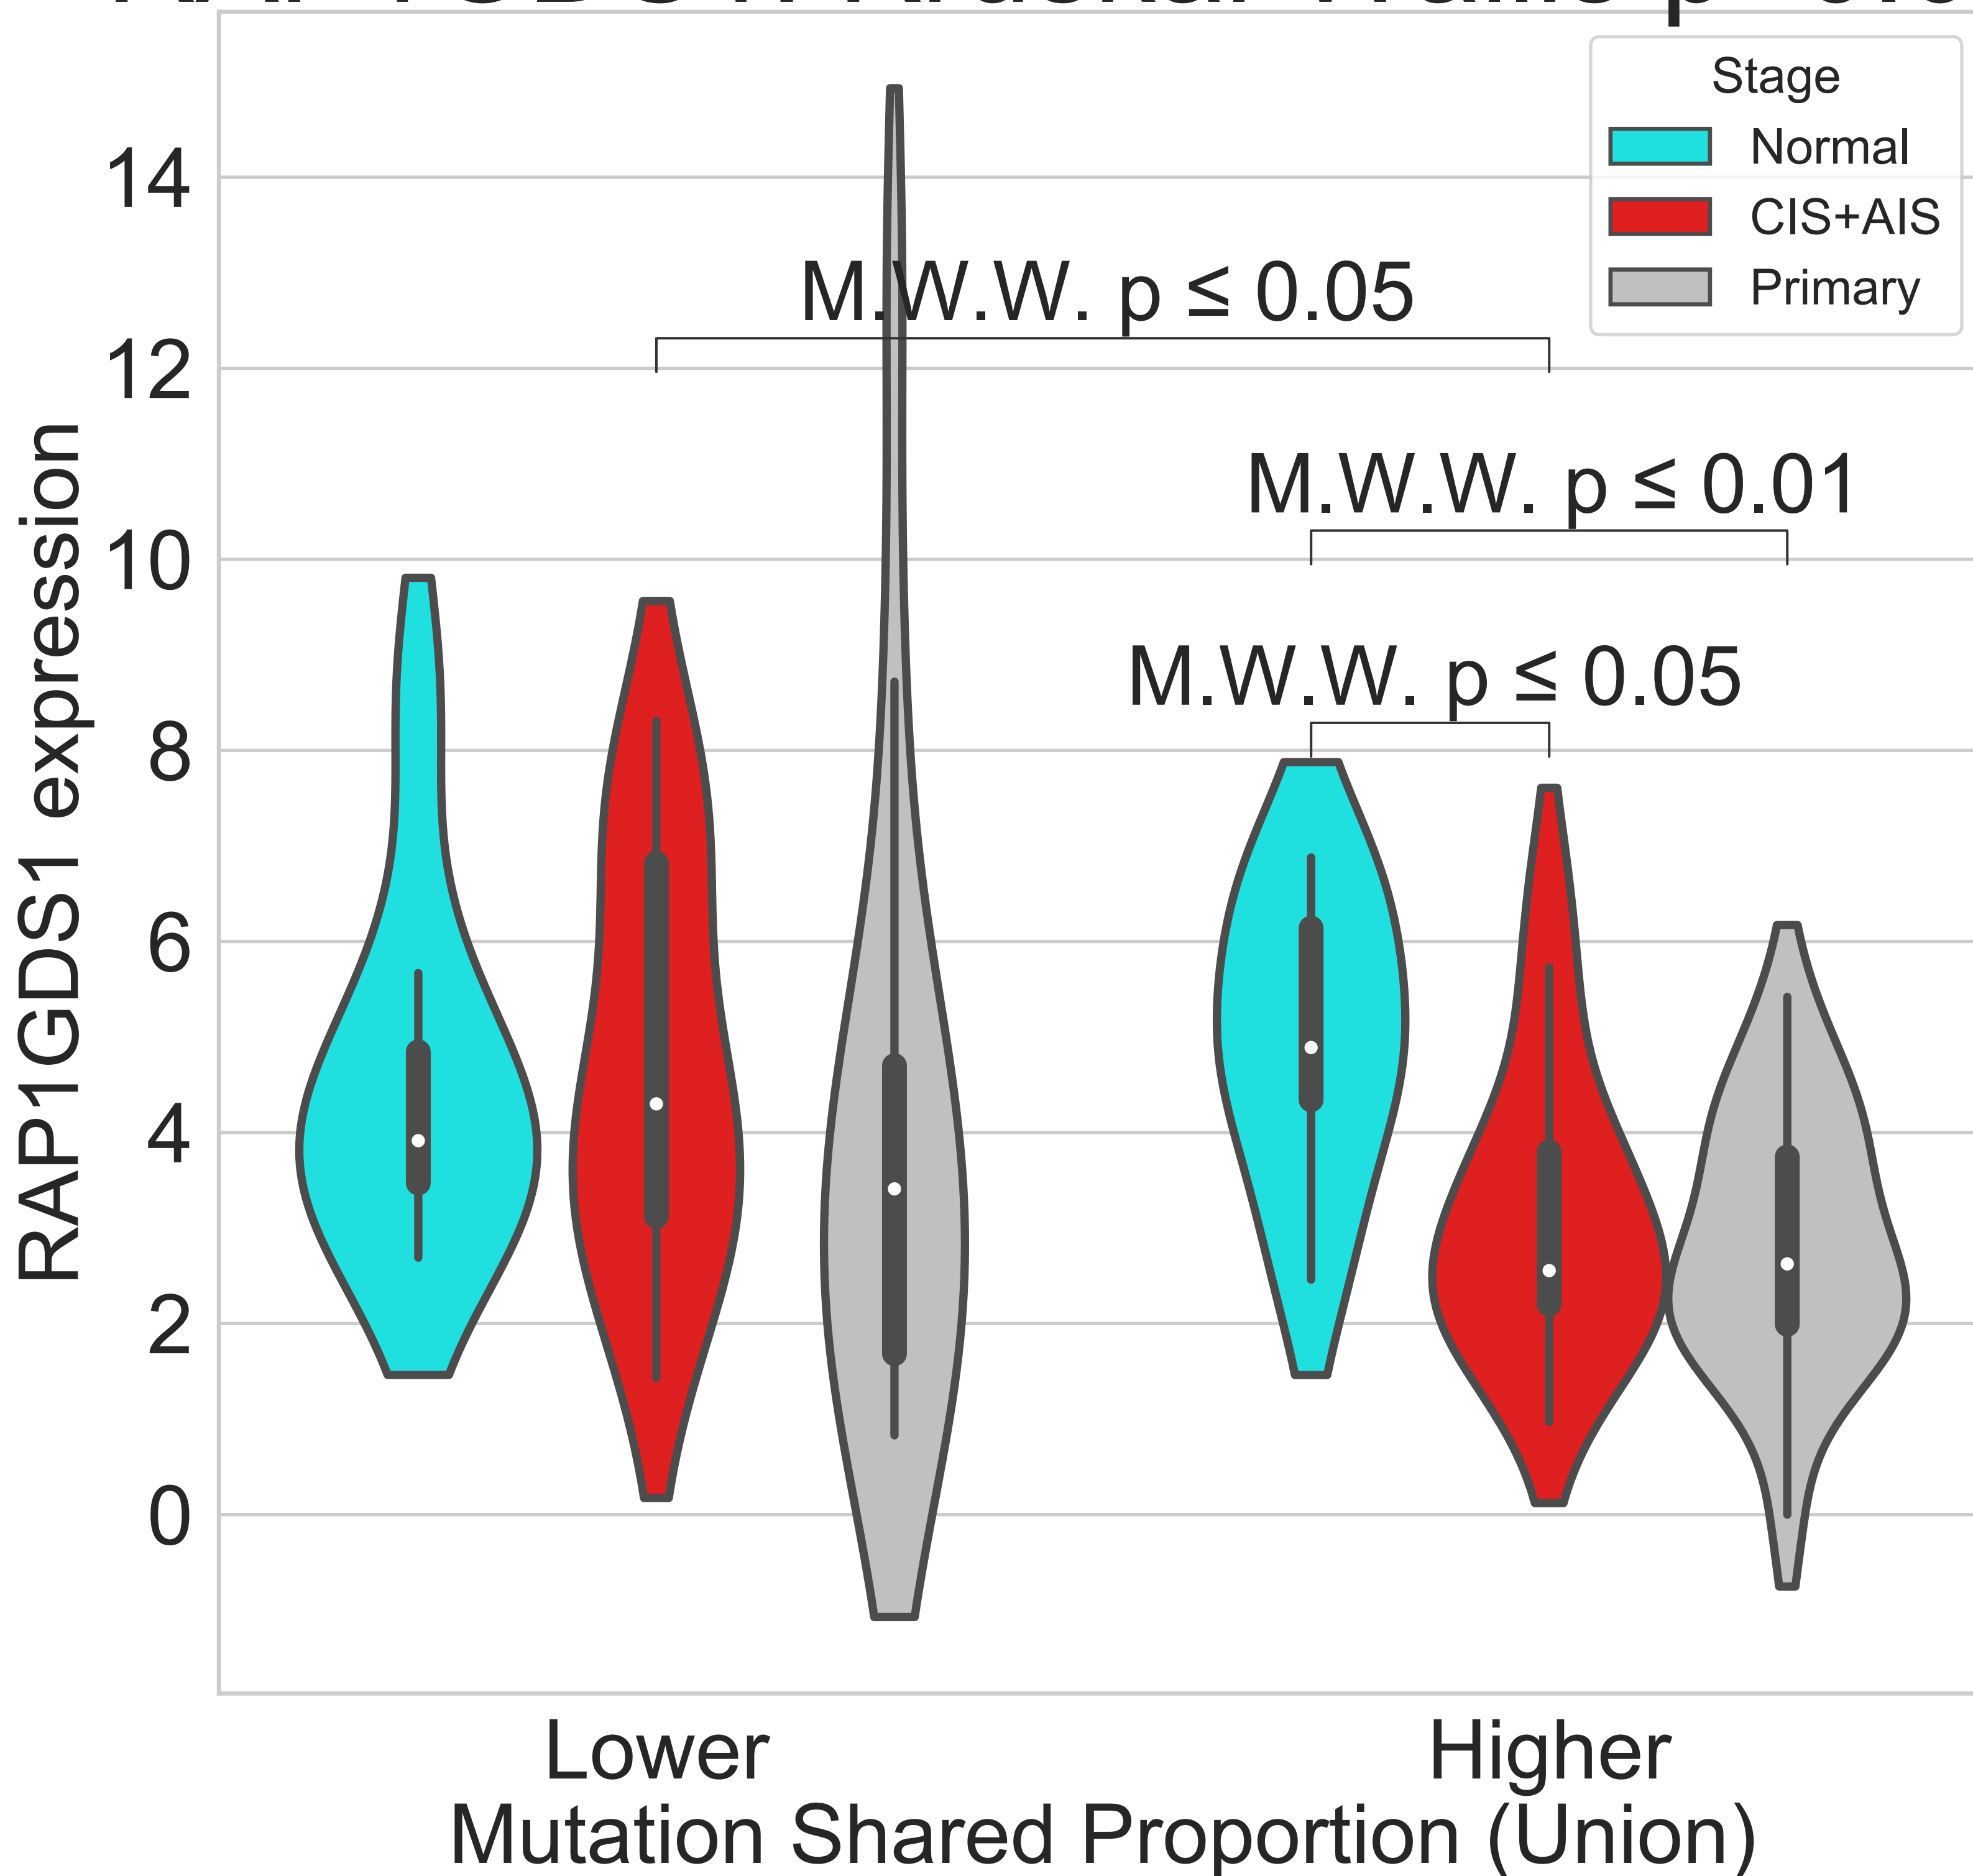 Stage
Normal
CIS+AIS
Primary
14
12
10
8
6
4
2
0
RAP1GDS1 expression
M.W.W. p ≤ 0.05
M.W.W. p ≤ 0.01
M.W.W. p ≤ 0.05
Lower
Higher
Mutation Shared Proportion (Union)